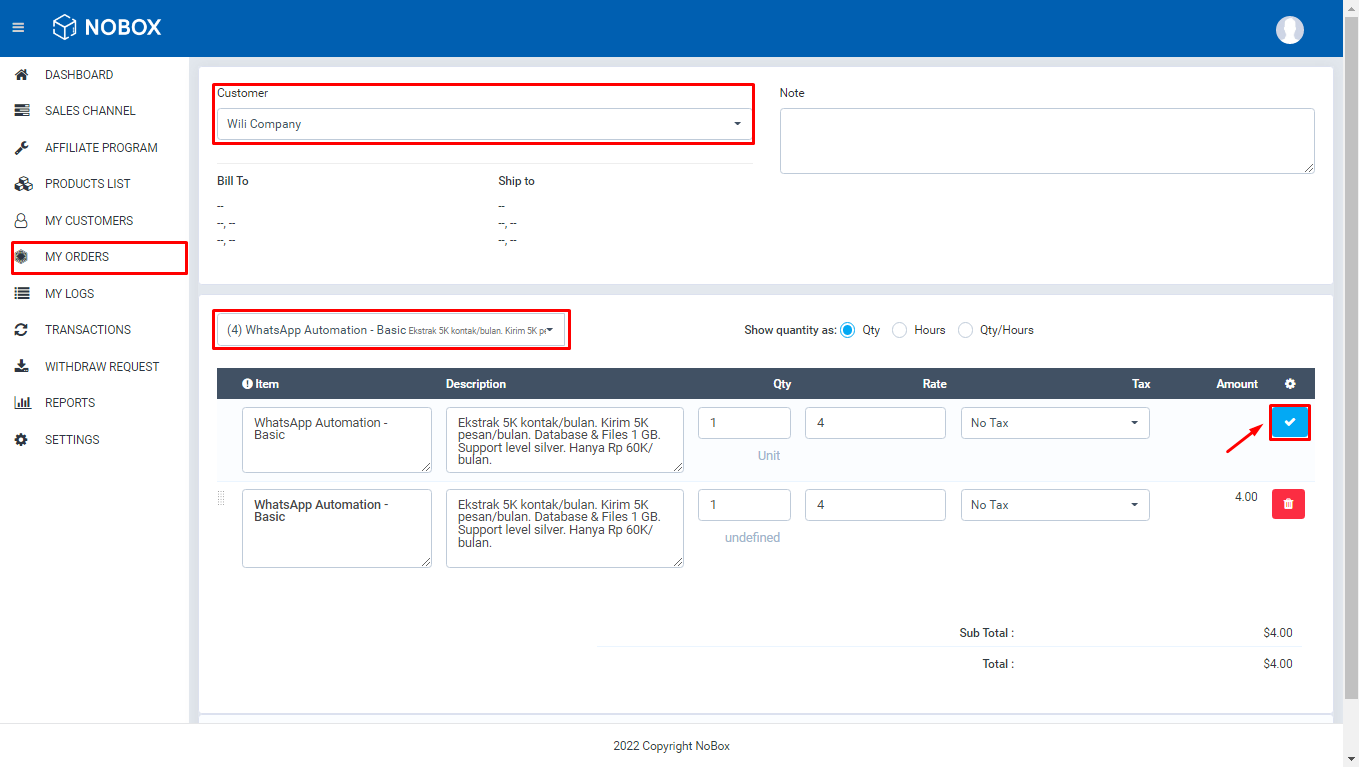 NOBOX
DASHBOARD
SALES CHANNEL
AFFILIATE PROGRAM
PRODUCTS LIST
MY CUSTOMERS
MY ORDERS
MY LOGS
TRANSACTIONS
WITHDRAW REQUEST
REPORTS
SETTINGS
Customer
Wili Company
Note
Bill To
Ship to
--
--
--, --
--, --
--, --
--, --
(4) WhatsApp Automation - Basic Ekstrak 5K kontak/bulan. Kirim 5K
Show quantity as: Qty Hours Qty/Hours
Item Description Qty Rate Tax Amount
WhatsApp Automation -
Basic
Ekstrak 5K kontak/bulan. Kirim 5K
pesan/bulan. Database & Files 1 GB.
Support level silver. Hanya Rp 60K/
bulan.
1
Unit
4
No Tax
WhatsApp Automation -
Basic
Ekstrak 5K kontak/bulan. Kirim 5K
pesan/bulan. Database & Files 1 GB.
Support level silver. Hanya Rp 60K/
bulan.
1
undefined
4
No Tax
4.00
Sub Total : $4.00
Total : $4.00
2022 Copyright NoBox